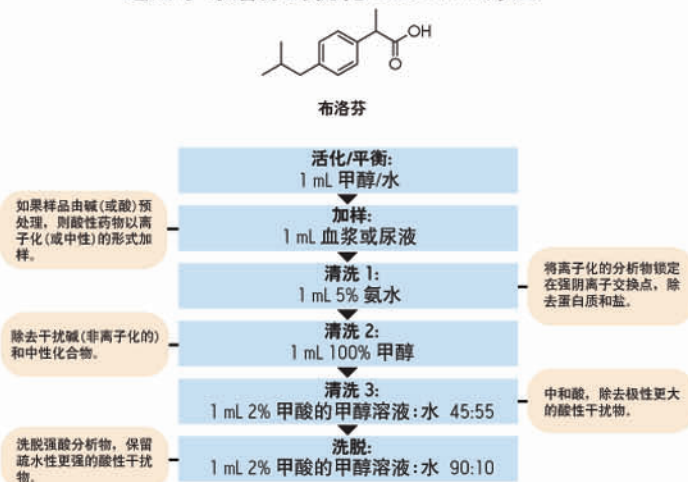 OH
O
布洛芬
活化/平衡:
1 mL 甲醇/水
如果样品由碱(或酸)预
处理，则酸性药物以离
子化(或中性)的形式加
样。
加样:
1 mL 血浆或尿液
清洗 1:
1 mL 5% 氨水
将离子化的分析物锁定
在强阴离子交换点，除
去蛋白质和盐。
除去干扰碱(非离子化的)
和中性化合物。
清洗 2:
1 mL 100% 甲醇
清洗 3:
1 mL 2% 甲酸的甲醇溶液:水 45:55
中和酸，除去极性更大
的酸性干扰物。
洗脱强酸分析物，保留
疏水性更强的酸性干扰
物。
洗脱:
1 mL 2% 甲酸的甲醇溶液:水 90:10